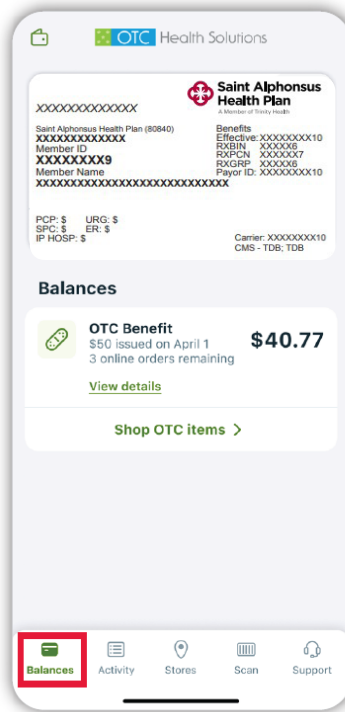 OTC Health Solutions
XXXXXXXXXXXXX
Saint Alphonsus
Health Plan
A Member of Trinity Health
Saint Alphonsus Health Plan (80840)
XXXXXXXXXXXXX
Member ID
XXXXXXXX9
Member Name
XXXXXXXXXXXXXXXXXXXXXXXXXXXXX
Benefits
Effective: XXXXXXXX10
RXBIN XXXXX6
RXPCN XXXXXX7
RXGRP XXXXX6
Payor ID: XXXXXXXX10
PCP: $ URG: $
SPC: $ ER: $
IP HOSP: $
Carrier: XXXXXXXX10
CMS - TDB; TDB
Balances
OTC Benefit
$50 issued on April 1
3 online orders remaining
$40.77
View details
Shop OTC items
Balances
Activity
Stores
Scan
Support